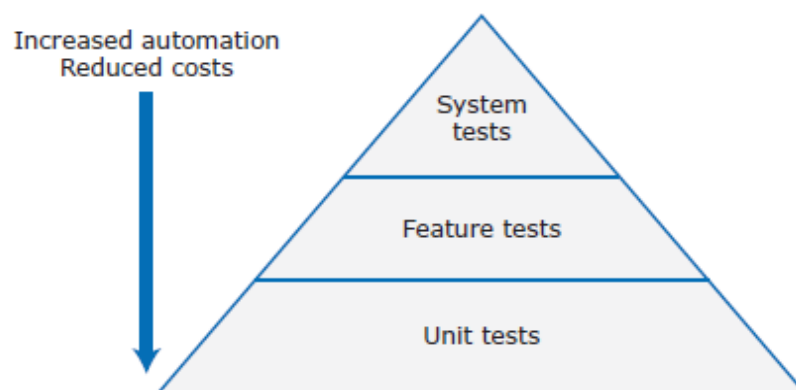 Increased automation
Reduced costs
System
tests
Feature tests
Unit tests